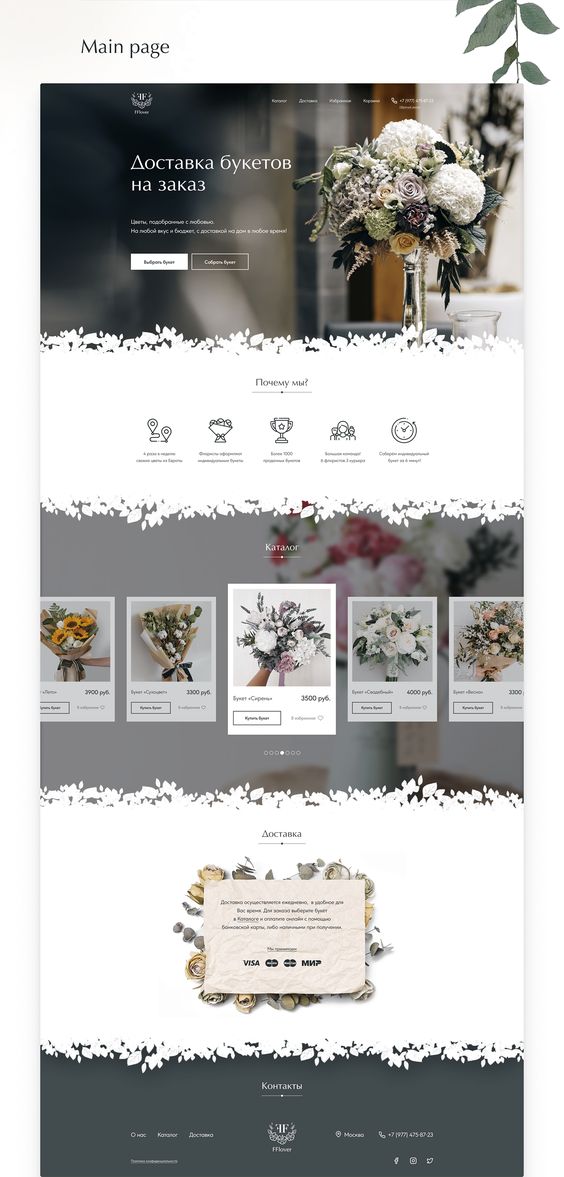 Main page
FFlover
Каталог Доставка Избранное Корзина +7 (977) 475-87-23
Доставка букетов
на заказ
Цветы, подобранные с любовью.
На любой вкус и бюджет, с доставкой на дом в любое время!
Выбрать букет Собрать букет
Почему мы?
4 раза в неделю
свежие цветы из Европы
Флористы оформят
индивидуальные букеты
Более 1000
проданных букетов
Большая команда!
6 флористов 2 курьера
Соберем индивидуальный
букет за 6 минут!
Каталог
«Лето» 3900 руб.
Купить букет В избранное
Букет «Сухоцвет» 3300 руб.
Купить букет В избранное
Букет «Сирень» 3500 руб.
Купить букет В избранное
Букет «Свадебный» 4000 руб.
Купить букет В избранное
Букет «Весна» 3300
Купить букет В избранное
Доставка
Доставка осуществляется ежедневно, в удобное для
Вас время. Для заказа выберите букет
в Каталоге и оплатите онлайн с помощью
банковской карты, либо наличными при получении.
Мы принимаем
VISA МИР
Контакты
О нас Каталог Доставка
FFlover
Москва +7 (977) 475-87-23
Политика конфиденциальности